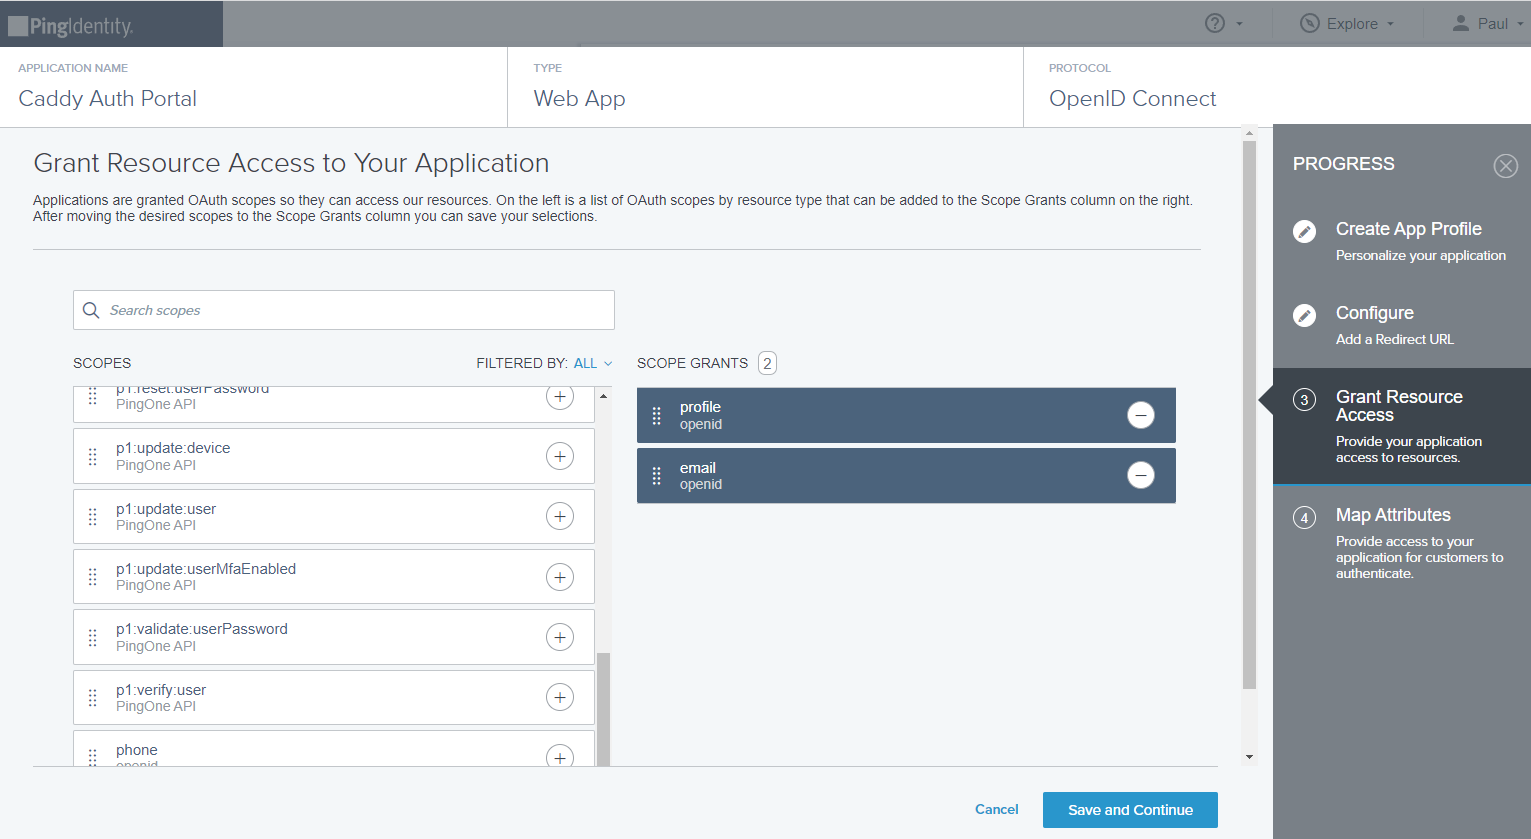 PingIdentity.
Explore
Paul
APPLICATION NAME
Caddy Auth Portal
TYPE
Web App
PROTOCOL
OpenID Connect
Grant Resource Access to Your Application
Applications are granted OAuth scopes so they can access our resources. On the left is a list of OAuth scopes by resource type that can be added to the Scope Grants column on the right.
After moving the desired scopes to the Scope Grants column you can save your selections.
Search scopes
SCOPES
FILTERED BY: ALL
p1:reset:userPassword
PingOne API
p1:update:device
PingOne API
p1:update:user
PingOne API
p1:update:userMfaEnabled
PingOne API
p1:validate:userPassword
PingOne API
p1:verify:user
PingOne API
phone
openid
SCOPE GRANTS 2
profile
openid
email
openid
Cancel
Save and Continue
PROGRESS
Create App Profile
Personalize your application
Configure
Add a Redirect URL
3
Grant Resource
Access
Provide your application
access to resources.
4
Map Attributes
Provide access to your
application for customers to
authenticate.